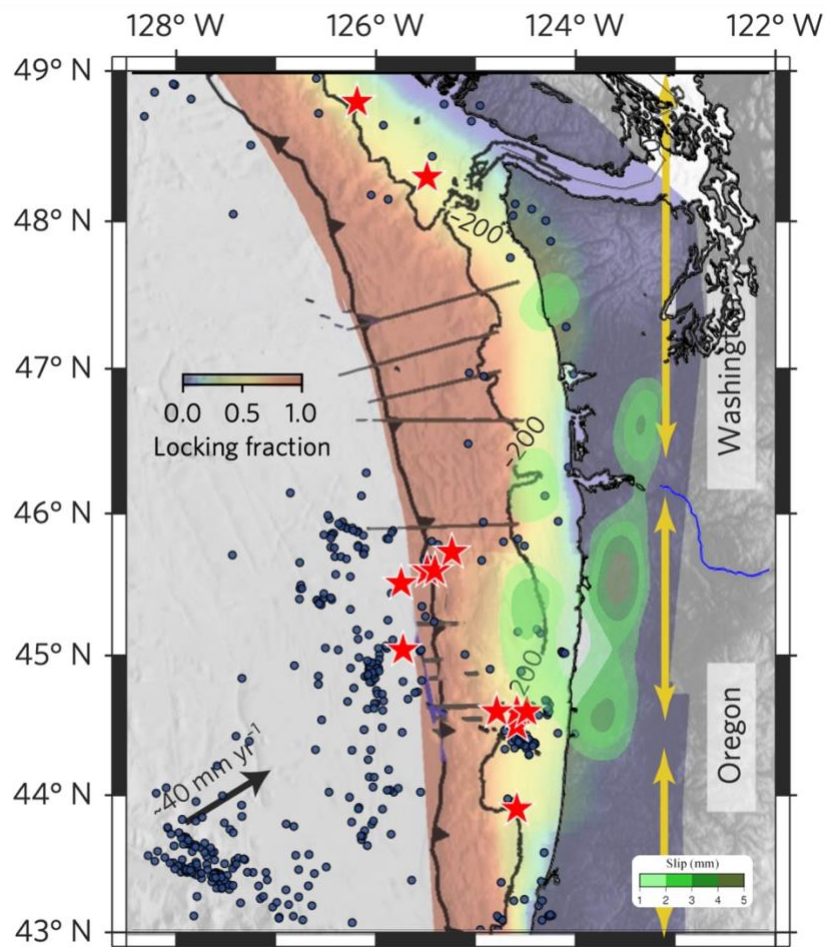 128° W 126° W 124° W 122° W
49° N
48° N
47° N
46° N
45° N
44° N
43° N
-200
-200
200
0.0 0.5 1.0
Locking fraction
~40 mm yr-1
Washingt
Oregon
Slip (mm)
1 2 3 4 5